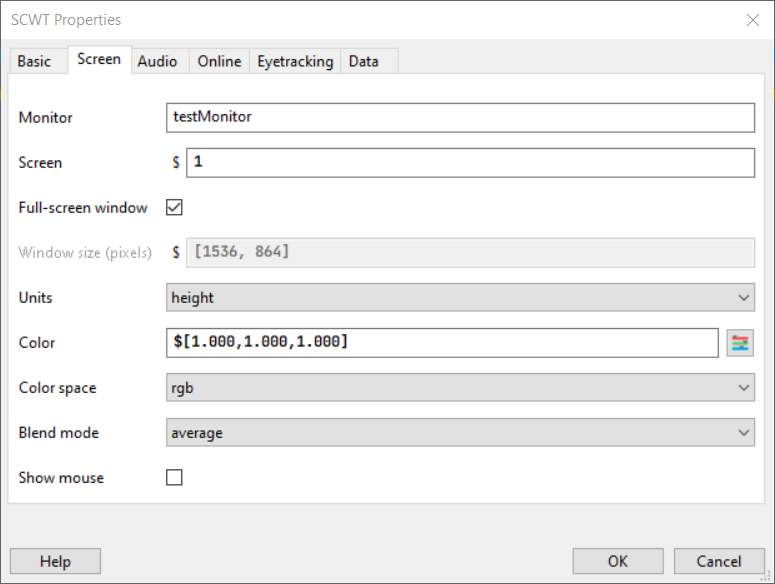 SCWT Properties
Basic Screen Audio Online Eyetracking Data
Monitor testMonitor
Screen $ 1
Full-screen window
Window size (pixels) $ [1536, 864]
Units height
Color $[1.000,1.000,1.000]
Color space rgb
Blend mode average
Show mouse
Help OK Cancel